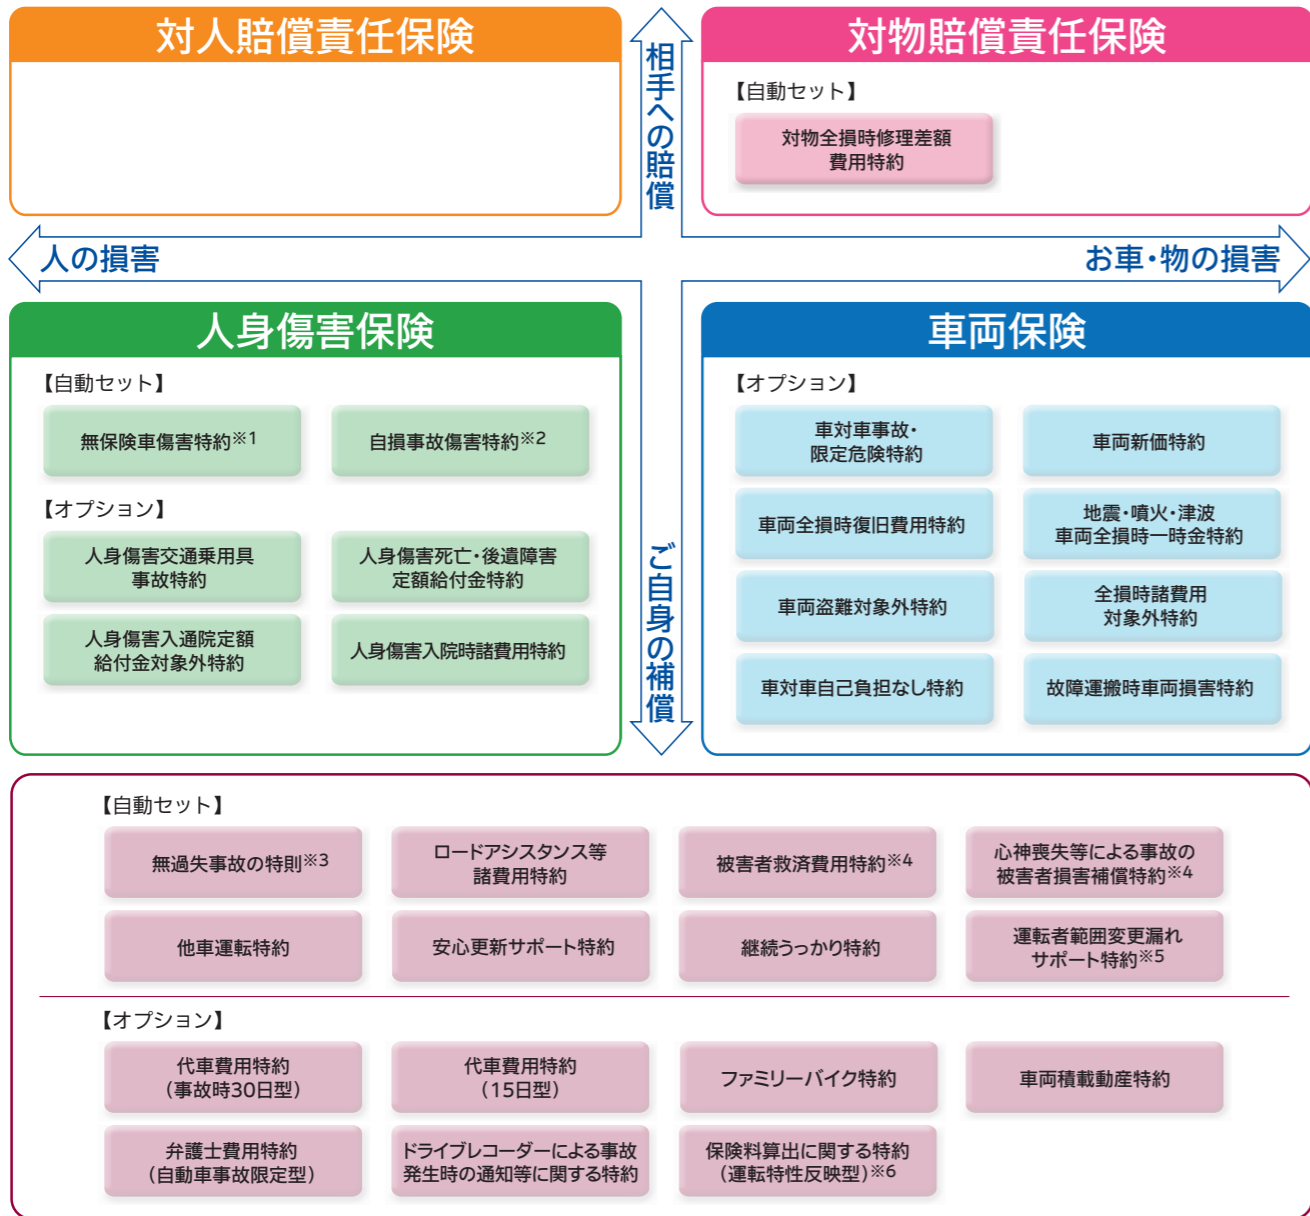 対人賠償責任保険
相手への賠償
対物賠償責任保険
【自動セット】
対物全損時修理差額
費用特約
人の損害
お車・物の損害
人身傷害保険
【自動セット】
無保険車傷害特約※1
自損事故傷害特約※2
【オプション】
人身傷害交通乗用具
事故特約
人身傷害死亡・後遺障害
定額給付金特約
人身傷害入通院定額
給付金対象外特約
人身傷害入院時諸費用特約
ご自身の補償
車両保険
【オプション】
車対車事故・
限定危険特約
車両新価特約
車両全損時復旧費用特約
地震・噴火・津波
車両全損時一時金特約
車両盗難対象外特約
全損時諸費用
対象外特約
車対車自己負担なし特約
故障運搬時車両損害特約
【自動セット】
無過失事故の特則※3
ロードアシスタンス等
諸費用特約
被害者救済費用特約※4
心神喪失等による事故の
被害者損害補償特約※4
他車運転特約
安心更新サポート特約
継続うっかり特約
運転者範囲変更漏れ
サポート特約※5
【オプション】
代車費用特約
(事故時30日型)
代車費用特約
(15日型)
ファミリーバイク特約
車両積載動産特約
弁護士費用特約
(自動車事故限定型)
ドライブレコーダーによる事故
発生時の通知等に関する特約
保険料算出に関する特約
(運転特性反映型)※6